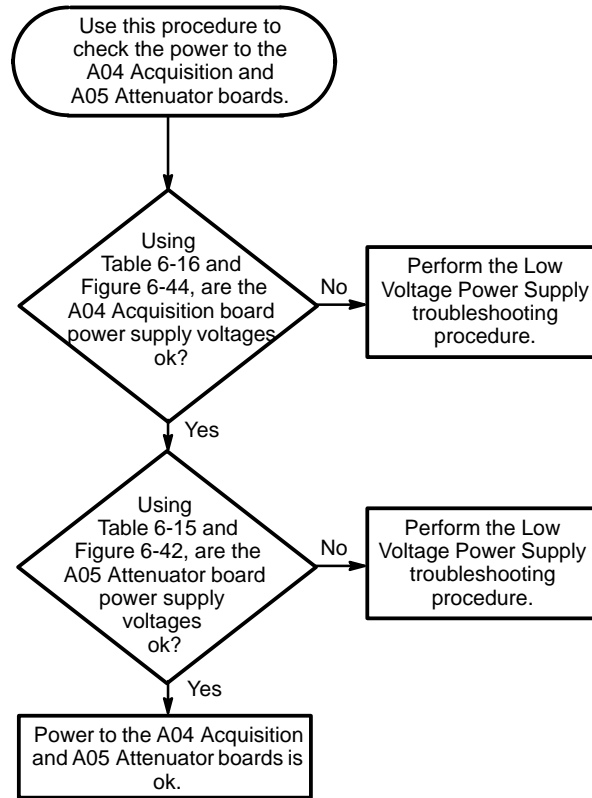 Use this procedure to
check the power to the
A04 Acquisition and
A05 Attenuator boards.
Using
Table 6-16 and
Figure 6-44, are the
A04 Acquisition board
power supply voltages
ok?
No
Perform the Low
Voltage Power Supply
troubleshooting
procedure.
Yes
Using
Table 6-15 and
Figure 6-42, are the
A05 Attenuator board
power supply
voltages
ok?
No
Perform the Low
Voltage Power Supply
troubleshooting
procedure.
Yes
Power to the A04 Acquisition
and A05 Attenuator boards is
ok.